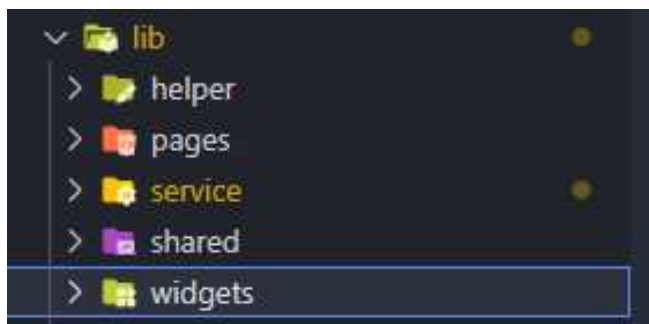 lib
helper
pages
service
shared
widgets